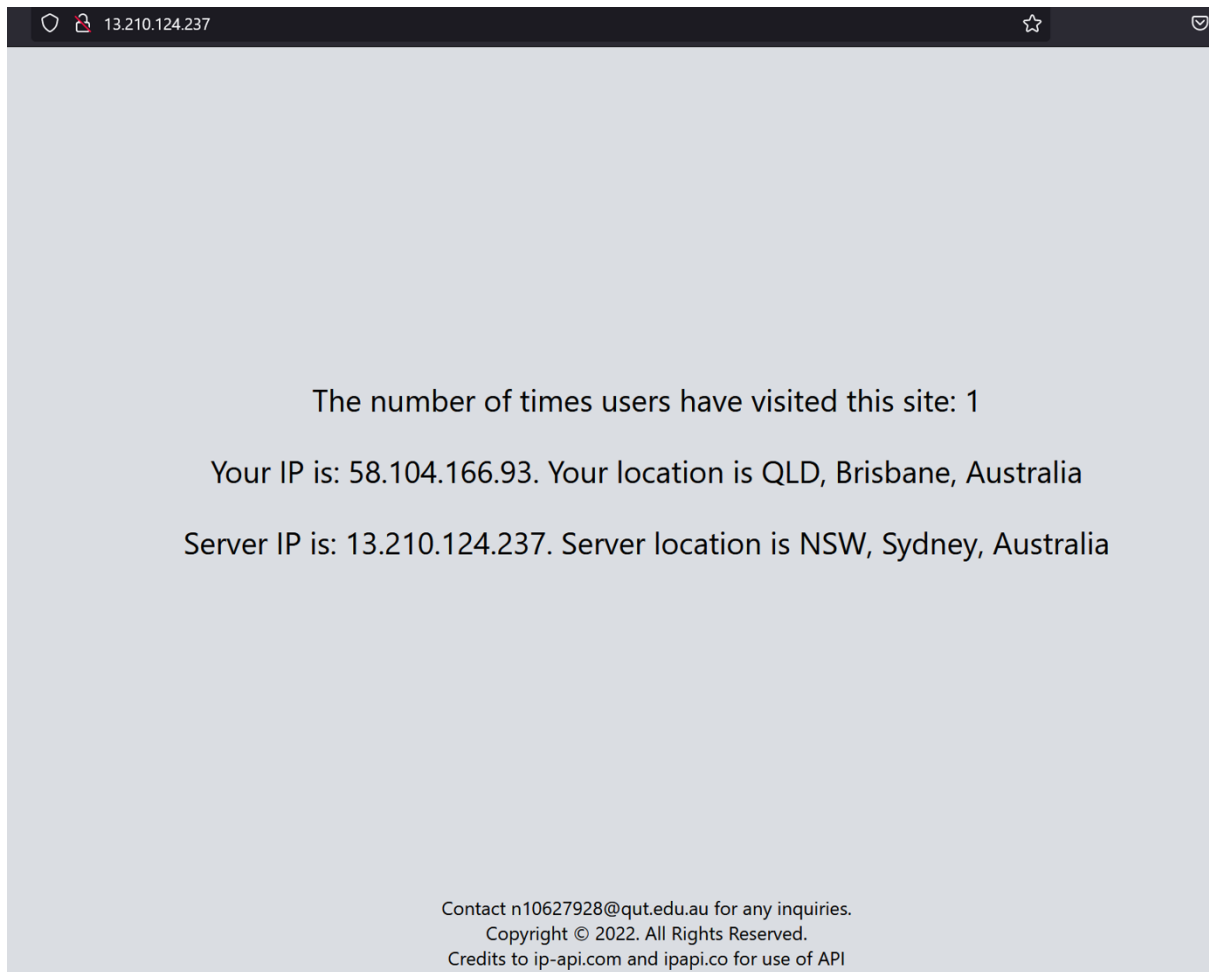 13.210.124.237
The number of times users have visited this site: 1
Your IP is: 58.104.166.93. Your location is QLD, Brisbane, Australia
Server IP is: 13.210.124.237. Server location is NSW, Sydney, Australia
Contact n10627928@qut.edu.au for any inquiries.
Copyright © 2022. All Rights Reserved.
Credits to ip-api.com and ipapi.co for use of API